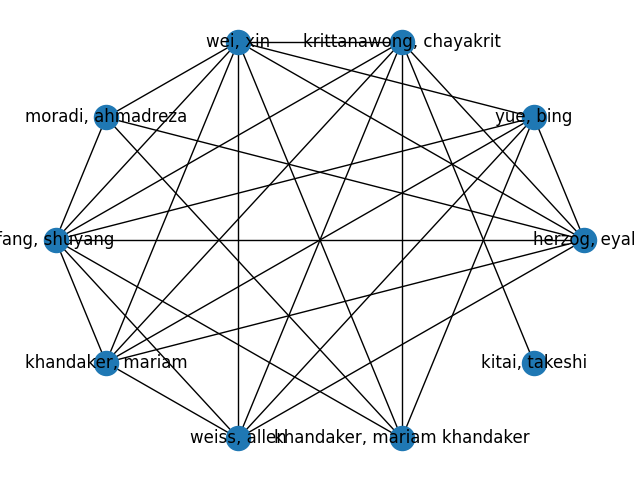 wei, xin
krittanawong, chayakrit
moradi, ahmadreza
yue, bing
fang, shuyang
herzog, eyal
khandaker, mariam
kitai, takeshi
weiss, allen
khandaker, mariam khandaker